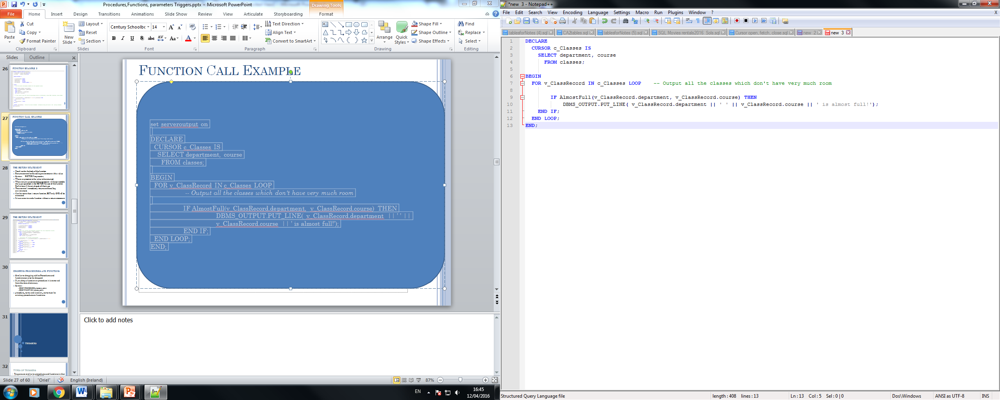 Procedures,Functions, parameters Triggers.pptx - Microsoft PowerPoint
Drawing Tools
File Home Insert Design Transitions Animations Slide Show Review View Articulate Storyboarding Format
Paste
Cut
Copy
Format Painter
Clipboard
New Slide
Layout
Reset
Section
Slides
Century Schoolbc 14
Font
Text Direction
Align Text
Convert to SmartArt
Paragraph
Arrange
Quick Styles
Shape Fill
Shape Outline
Shape Effects
Drawing
Find
Replace
Select
Editing
Slides Outline
26
FUNCTION EXAMPLE 2
27
FUNCTION CALL EXAMPLE
28
THE RETURN STATEMENT
29
THE RETURN STATEMENT
30
DROPPING PROCEDURES AND FUNCTIONS
31
TRIGGERS
32
TYPES OF TRIGGERS
FUNCTION CALL EXAMPLE
set serveroutput on
DECLARE
CURSOR c_Classes IS
SELECT department, course
FROM classes;
BEGIN
FOR v_ClassRecord IN c_Classes LOOP
-- Output all the classes which don't have very much room
IF AlmostFull(v_ClassRecord.department, v_ClassRecord.course) THEN
DBMS_OUTPUT.PUT_LINE( v_ClassRecord.department || ' ' ||
v_ClassRecord.course || ' is almost full!');
END IF;
END LOOP;
END;
Click to add notes
Slide 27 of 60 "Oriel" English (Ireland) 87%
EN
16:45
12/04/2016
*new 3 - Notepad++
File Edit Search View Encoding Language Settings Macro Run Plugins Window ? X
tablesforNotes (4).sql CA2tables.sql tablesforNotes (5).sql SQL Movies rentals2016 Sols.sql Cursor open, fetch, close.sql new 2 new 3
1 DECLARE
2 CURSOR c_Classes IS
3 SELECT department, course
4 FROM classes;
5
6 BEGIN
7 FOR v_ClassRecord IN c_Classes LOOP -- Output all the classes which don't have very much room
8
9 IF AlmostFull(v_ClassRecord.department, v_ClassRecord.course) THEN
10 DBMS_OUTPUT.PUT_LINE( v_ClassRecord.department || ' ' || v_ClassRecord.course || ' is almost full!');
11 END IF;
12 END LOOP;
13 END;
Structured Query Language file length : 408 lines : 13 Ln : 13 Col : 5 Sel : 0 | 0 Dos\Windows ANSI as UTF-8 INS